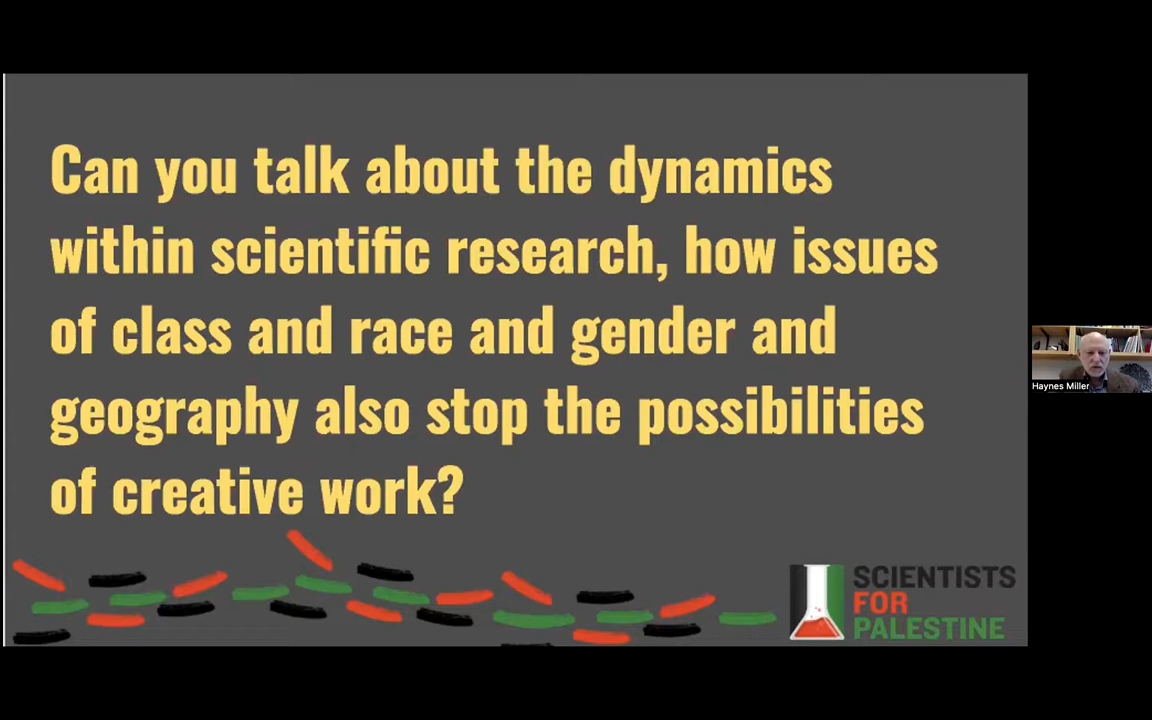 Can you talk about the dynamics
within scientific research, how issues
of class and race and gender and
geography also stop the possibilities
of creative work?
Haynes Miller
SCIENTISTS
FOR
PALESTINE